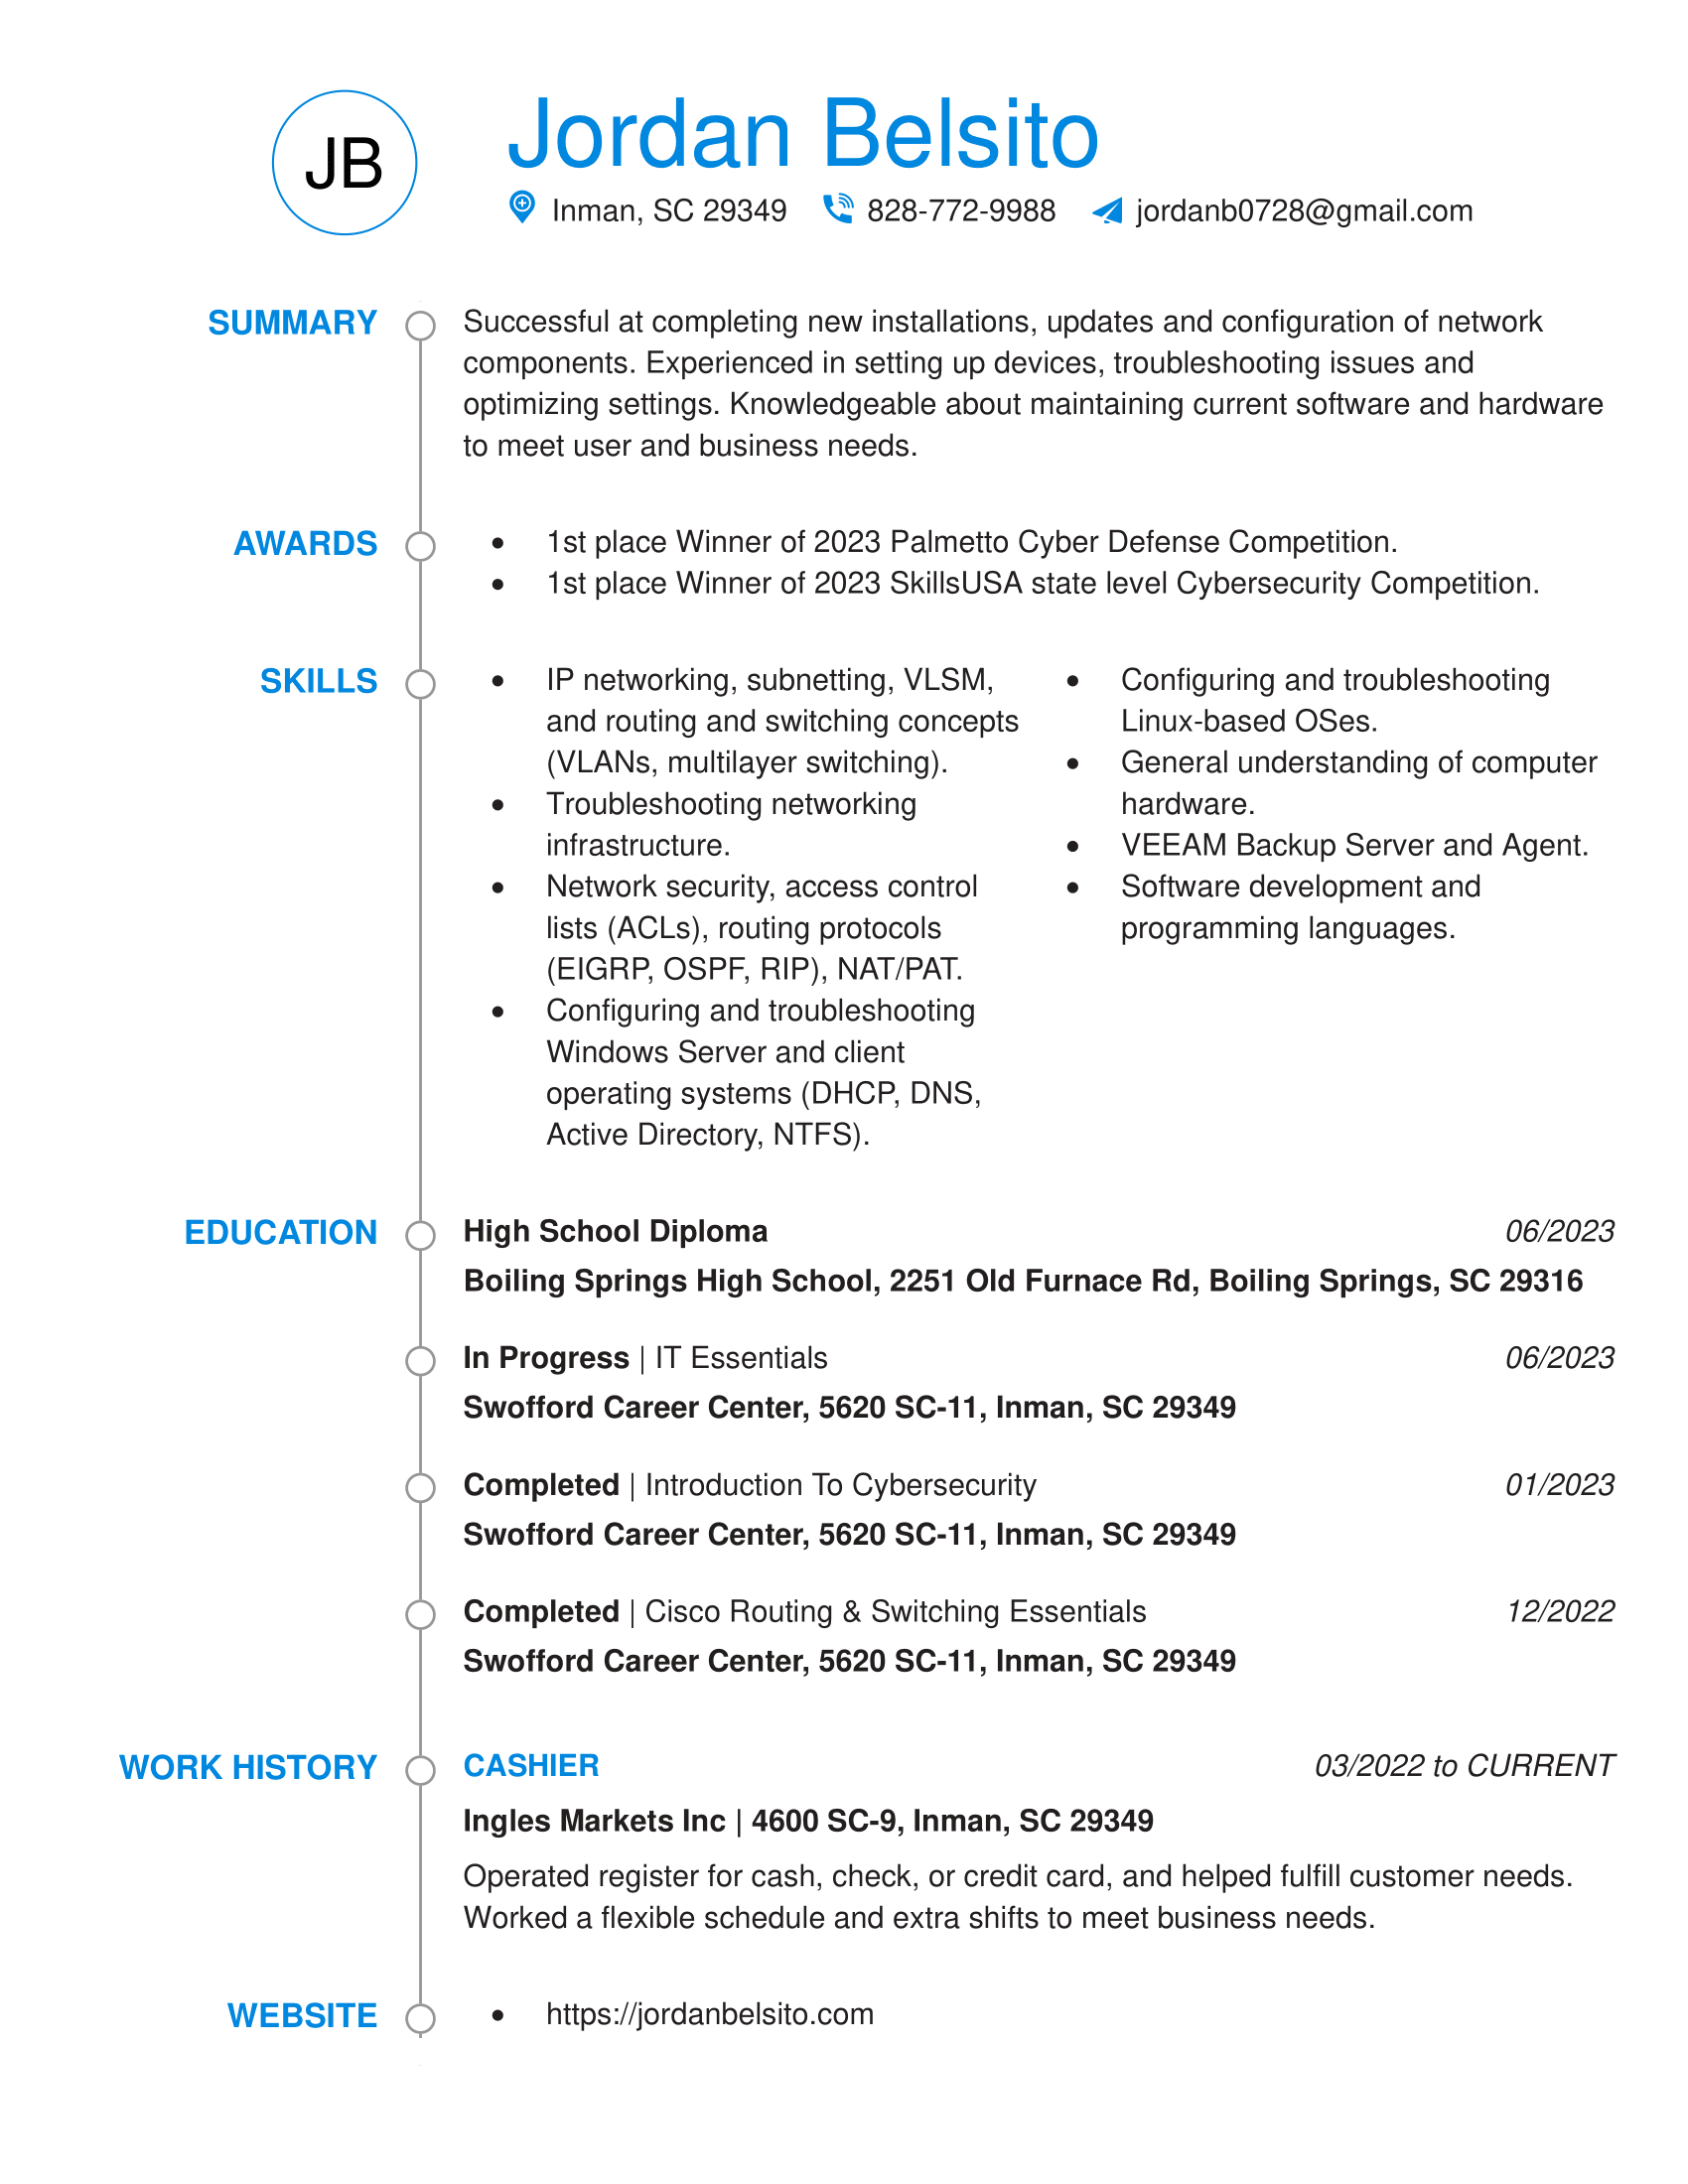 JB
Jordan Belsito
Inman, SC 29349 828-772-9988 jordanb0728@gmail.com
SUMMARY
Successful at completing new installations, updates and configuration of network
components. Experienced in setting up devices, troubleshooting issues and
optimizing settings. Knowledgeable about maintaining current software and hardware
to meet user and business needs.
AWARDS
• 1st place Winner of 2023 Palmetto Cyber Defense Competition.
• 1st place Winner of 2023 SkillsUSA state level Cybersecurity Competition.
SKILLS
• IP networking, subnetting, VLSM,
and routing and switching concepts
(VLANs, multilayer switching).
• Troubleshooting networking
infrastructure.
• Network security, access control
lists (ACLs), routing protocols
(EIGRP, OSPF, RIP), NAT/PAT.
• Configuring and troubleshooting
Windows Server and client
operating systems (DHCP, DNS,
Active Directory, NTFS).
• Configuring and troubleshooting
Linux-based OSes.
• General understanding of computer
hardware.
• VEEAM Backup Server and Agent.
• Software development and
programming languages.
EDUCATION
High School Diploma 06/2023
Boiling Springs High School, 2251 Old Furnace Rd, Boiling Springs, SC 29316
In Progress | IT Essentials 06/2023
Swofford Career Center, 5620 SC-11, Inman, SC 29349
Completed | Introduction To Cybersecurity 01/2023
Swofford Career Center, 5620 SC-11, Inman, SC 29349
Completed | Cisco Routing & Switching Essentials 12/2022
Swofford Career Center, 5620 SC-11, Inman, SC 29349
WORK HISTORY
CASHIER 03/2022 to CURRENT
Ingles Markets Inc | 4600 SC-9, Inman, SC 29349
Operated register for cash, check, or credit card, and helped fulfill customer needs.
Worked a flexible schedule and extra shifts to meet business needs.
WEBSITE
• https://jordanbelsito.com